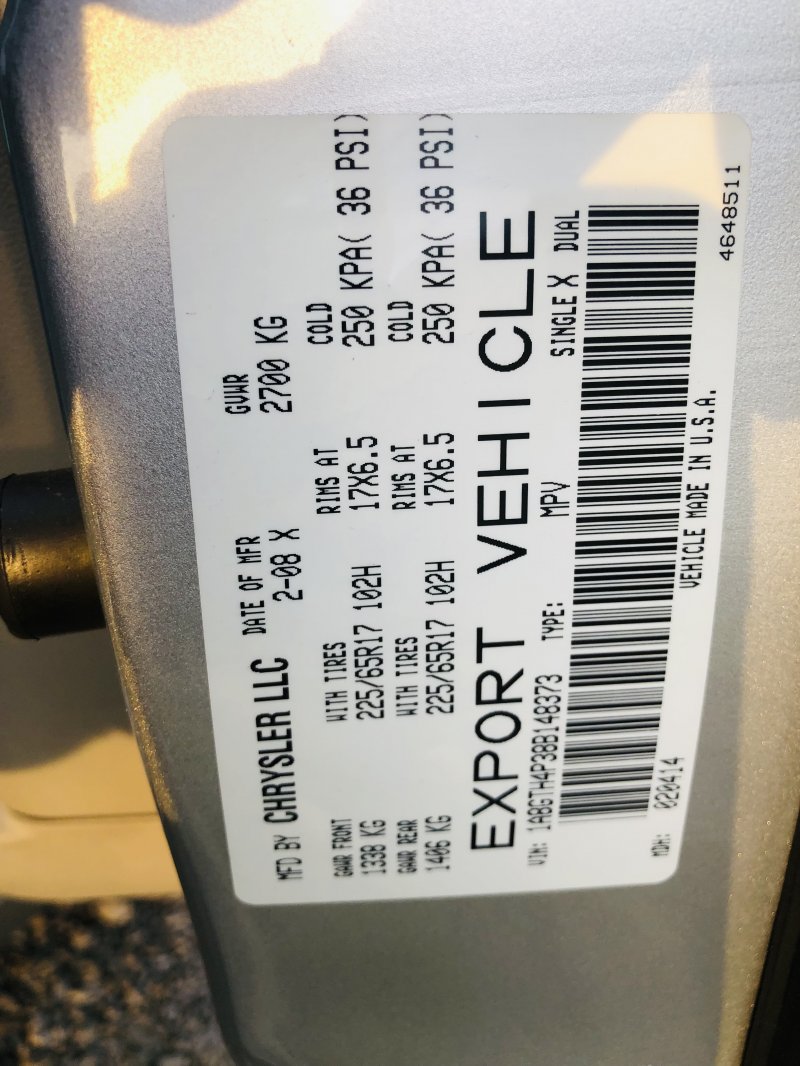 MFD BY CHRYSLER LLC DATE OF MFR 2-08 X GVWR 2700 KG
GAWR FRONT WITH TIRES RIMS AT COLD
1338 KG 225/65R17 102H 17X6.5 250 KPA( 36 PSI)
GAWR REAR WITH TIRES RIMS AT COLD
1406 KG 225/65R17 102H 17X6.5 250 KPA( 36 PSI)
EXPORT VEHICLE
VIN: 1A8GTH4P38B148373 TYPE: MPV SINGLE X DUAL
MDH: 020414 VEHICLE MADE IN U.S.A. 4648511